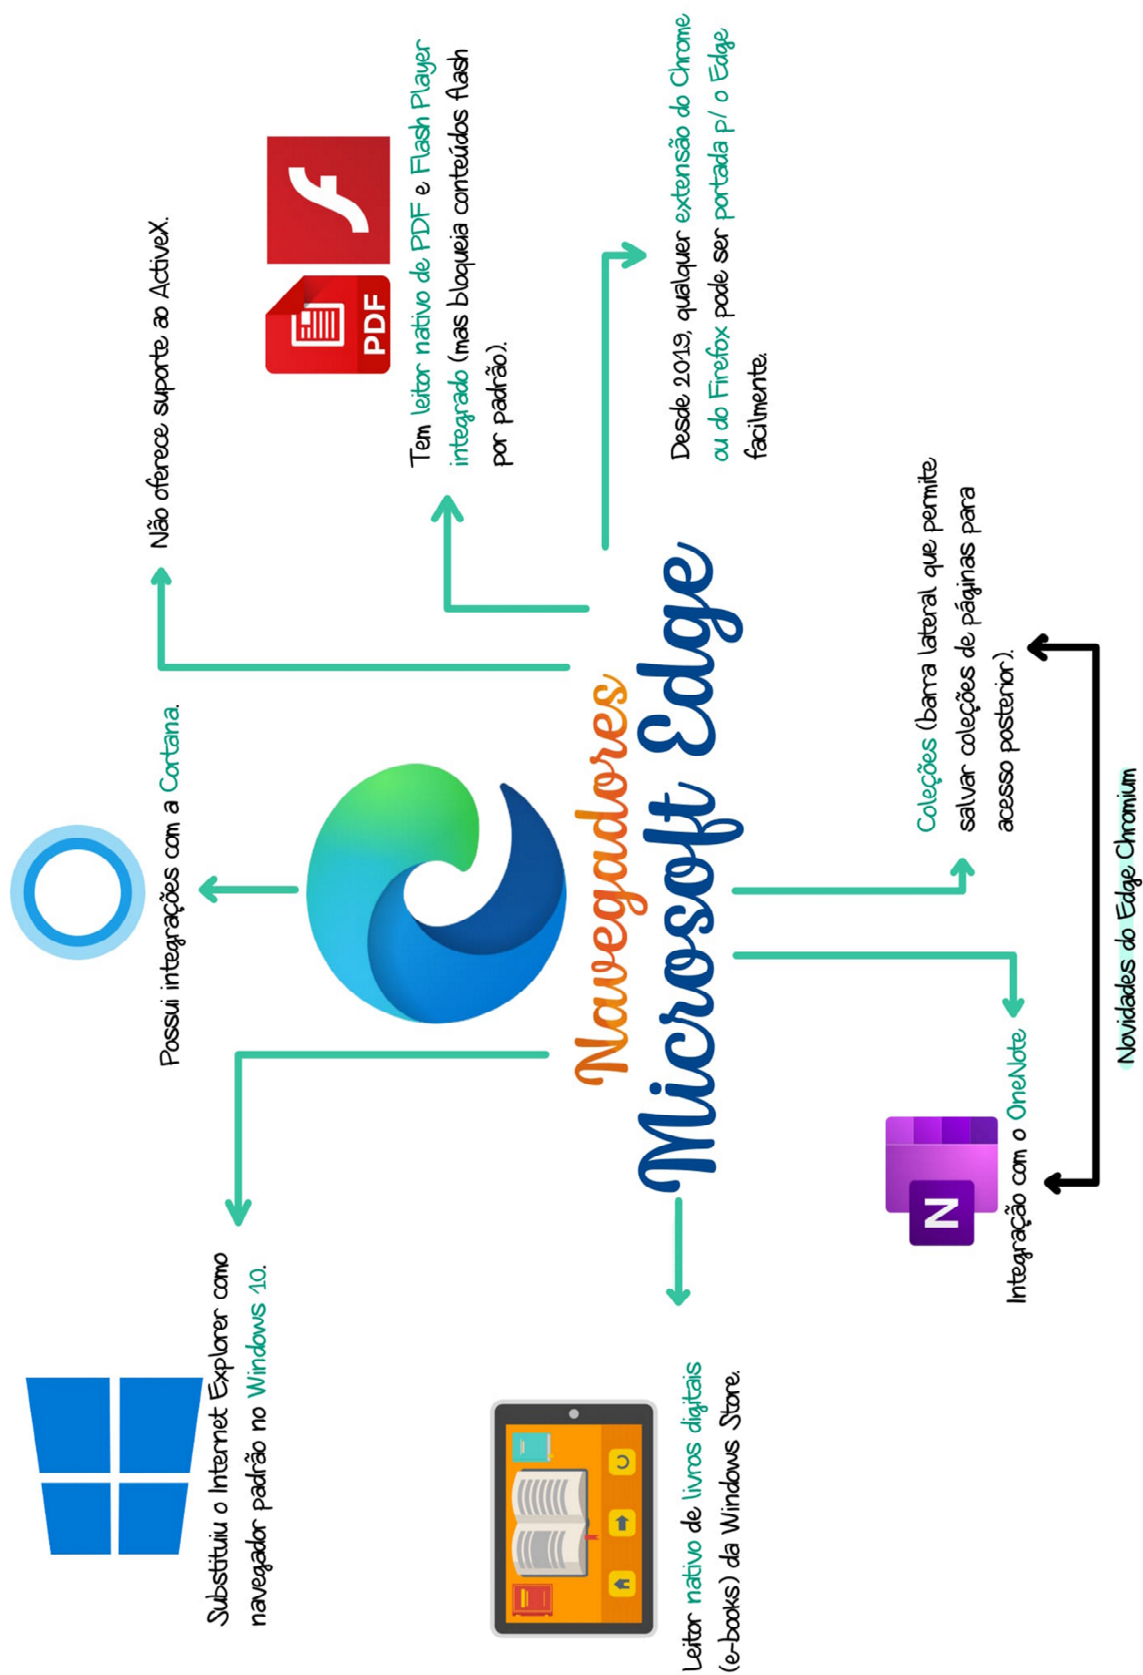 Navegadores
Microsoft Edge
Substituiu o Internet Explorer como
navegador padrão no Windows 10.
Possui integrações com a Cortana.
Não oferece suporte ao ActiveX.
PDF
Tem leitor nativo de PDF e Flash Player
integrado (mas bloqueia conteúdos flash
por padrão).
Desde 2019, qualquer extensão do Chrome
ou do Firefox pode ser portada p/ o Edge
facilmente.
Leitor nativo de livros digitais
(e-books) da Windows Store.
N
Integração com o OneNote
Coleções (barra lateral que permite
salvar coleções de páginas para
acesso posterior).
Novidades do Edge Chromium